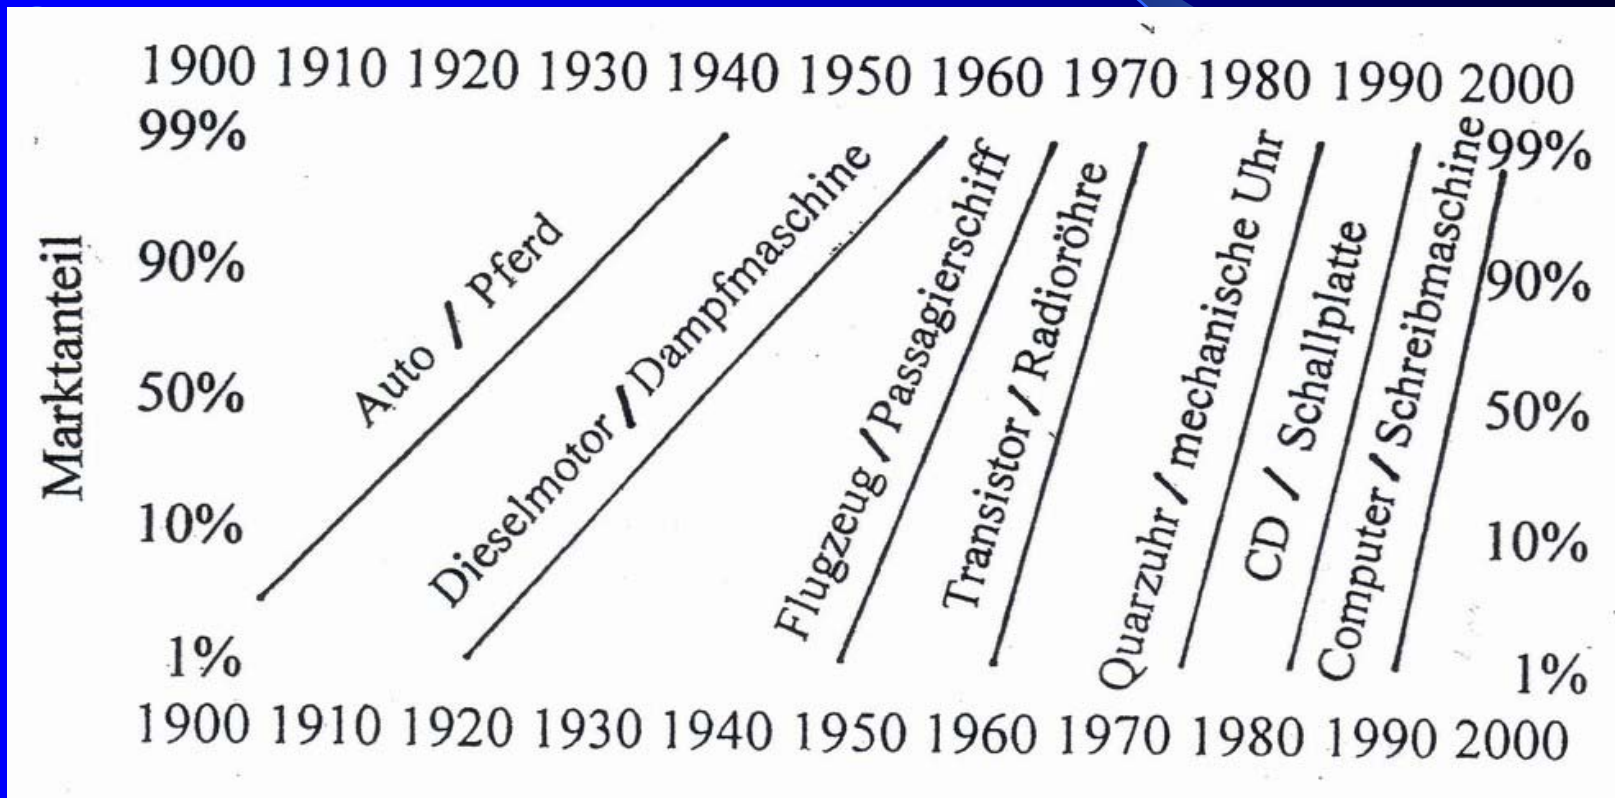 1900 1910 1920 1930 1940 1950 1960 1970 1980 1990 2000
99%
90%
50%
10%
1%
Marktanteil
Auto / Pferd
Dieselmotor / Dampfmaschine
Flugzeug / Passagierschiff
Transistor / Radioröhre
Quarzuhr / mechanische Uhr
CD / Schallplatte
Computer / Schreibmaschine
99%
90%
50%
10%
1%
1900 1910 1920 1930 1940 1950 1960 1970 1980 1990 2000